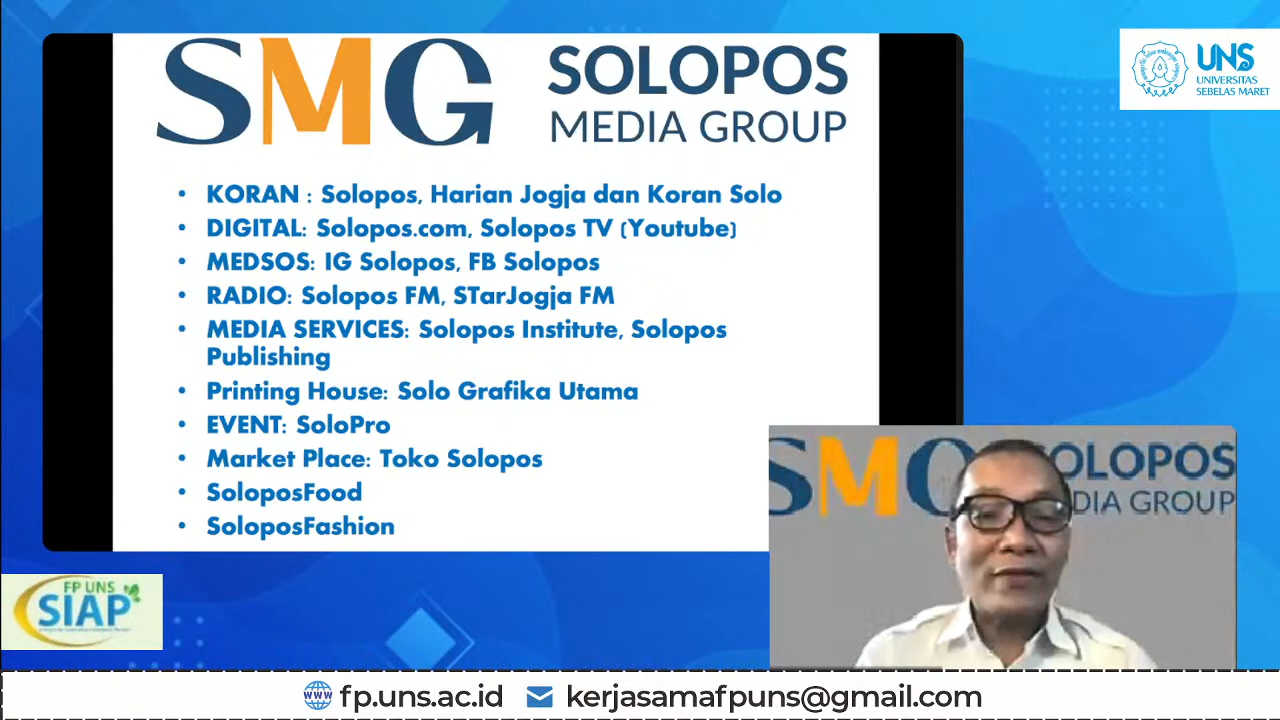 SMG SOLOPOS
MEDIA GROUP
UNS
UNIVERSITAS
SEBELAS MARET
• KORAN : Solopos, Harian Jogja dan Koran Solo
• DIGITAL: Solopos.com, Solopos TV (Youtube)
• MEDSOS: IG Solopos, FB Solopos
• RADIO: Solopos FM, STarJogja FM
• MEDIA SERVICES: Solopos Institute, Solopos
Publishing
• Printing House: Solo Grafika Utama
• EVENT: SoloPro
• Market Place: Toko Solopos
• SoloposFood
• SoloposFashion
SMG SOLOPOS
MEDIA GROUP
FP UNS
SIAP
fp.uns.ac.id kerjasamafpuns@gmail.com